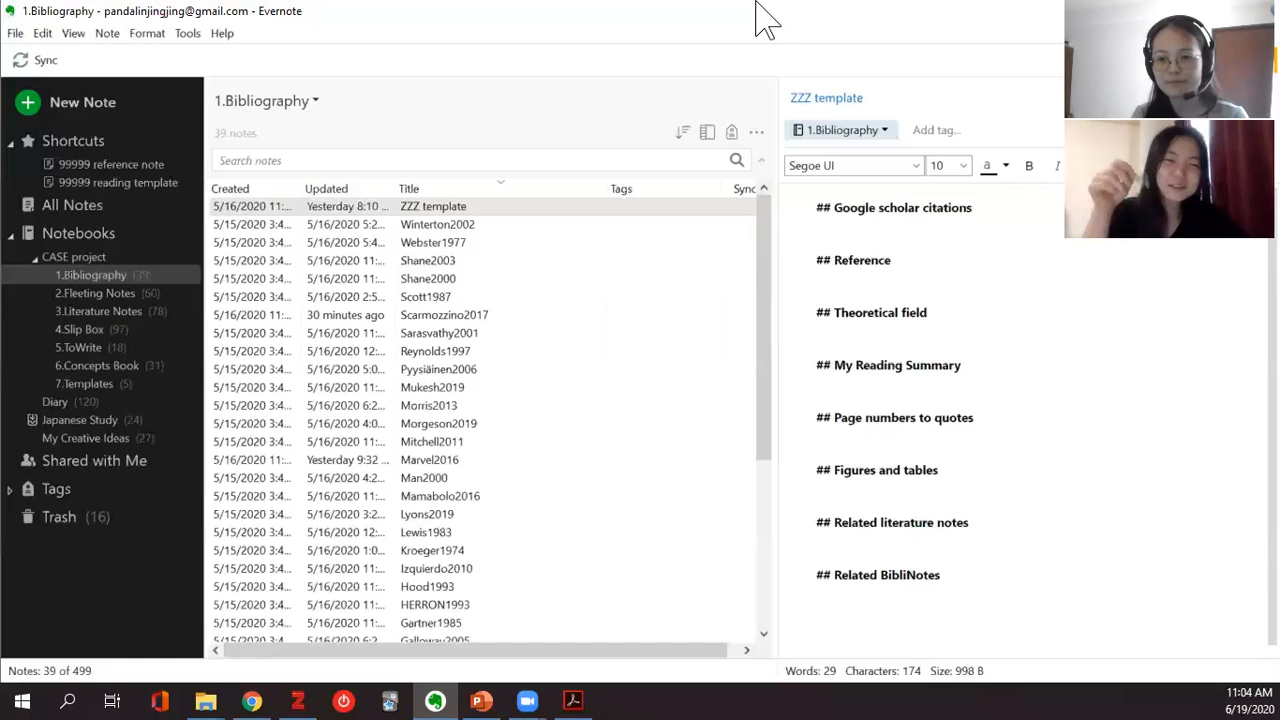 1.Bibliography - pandalinjingjing@gmail.com - Evernote
File Edit View Note Format Tools Help
Sync
New Note
Shortcuts
99999 reference note
99999 reading template
All Notes
Notebooks
CASE project
1.Bibliography (39)
2.Fleeting Notes (60)
3.Literature Notes (78)
4.Slip Box (97)
5.ToWrite (18)
6.Concepts Book (31)
7.Templates (5)
Diary (120)
Japanese Study (24)
My Creative Ideas (27)
Shared with Me
Tags
Trash (16)
Notes: 39 of 499
1.Bibliography
39 notes
Search notes
Created Updated Title Tags Sync
5/16/2020 11:... Yesterday 8:10 ... ZZZ template
5/15/2020 3:4... 5/16/2020 5:2... Winterton2002
5/15/2020 3:4... 5/16/2020 5:4... Webster1977
5/15/2020 3:4... 5/16/2020 11:... Shane2003
5/15/2020 3:4... 5/16/2020 11:... Shane2000
5/15/2020 3:4... 5/16/2020 2:5... Scott1987
5/16/2020 11:... 30 minutes ago Scarmozzino2017
5/15/2020 3:4... 5/16/2020 11:... Sarasvathy2001
5/15/2020 3:4... 5/16/2020 12:... Reynolds1997
5/15/2020 3:4... 5/16/2020 5:0... Pyysiäinen2006
5/15/2020 3:4... 5/16/2020 11:... Mukesh2019
5/15/2020 3:4... 5/16/2020 6:2... Morris2013
5/15/2020 3:4... 5/16/2020 4:0... Morgeson2019
5/15/2020 3:4... 5/16/2020 11:... Mitchell2011
5/16/2020 11:... Yesterday 9:32 ... Marvel2016
5/15/2020 3:4... 5/16/2020 4:2... Man2000
5/15/2020 3:4... 5/16/2020 11:... Mamabolo2016
5/15/2020 3:4... 5/16/2020 3:2... Lyons2019
5/15/2020 3:4... 5/16/2020 12:... Lewis1983
5/15/2020 3:4... 5/16/2020 1:0... Kroeger1974
5/15/2020 3:4... 5/16/2020 11:... Izquierdo2010
5/15/2020 3:4... 5/16/2020 11:... Hood1993
5/15/2020 3:4... 5/16/2020 11:... HERRON1993
5/15/2020 3:4... 5/16/2020 11:... Gartner1985
5/15/2020 3:4... 5/16/2020 6:2... Galloway2005
ZZZ template
1.Bibliography Add tag...
Segoe UI 10 a B I
## Google scholar citations
## Reference
## Theoretical field
## My Reading Summary
## Page numbers to quotes
## Figures and tables
## Related literature notes
## Related BibliNotes
Words: 29 Characters: 174 Size: 998 B
11:04 AM
6/19/2020